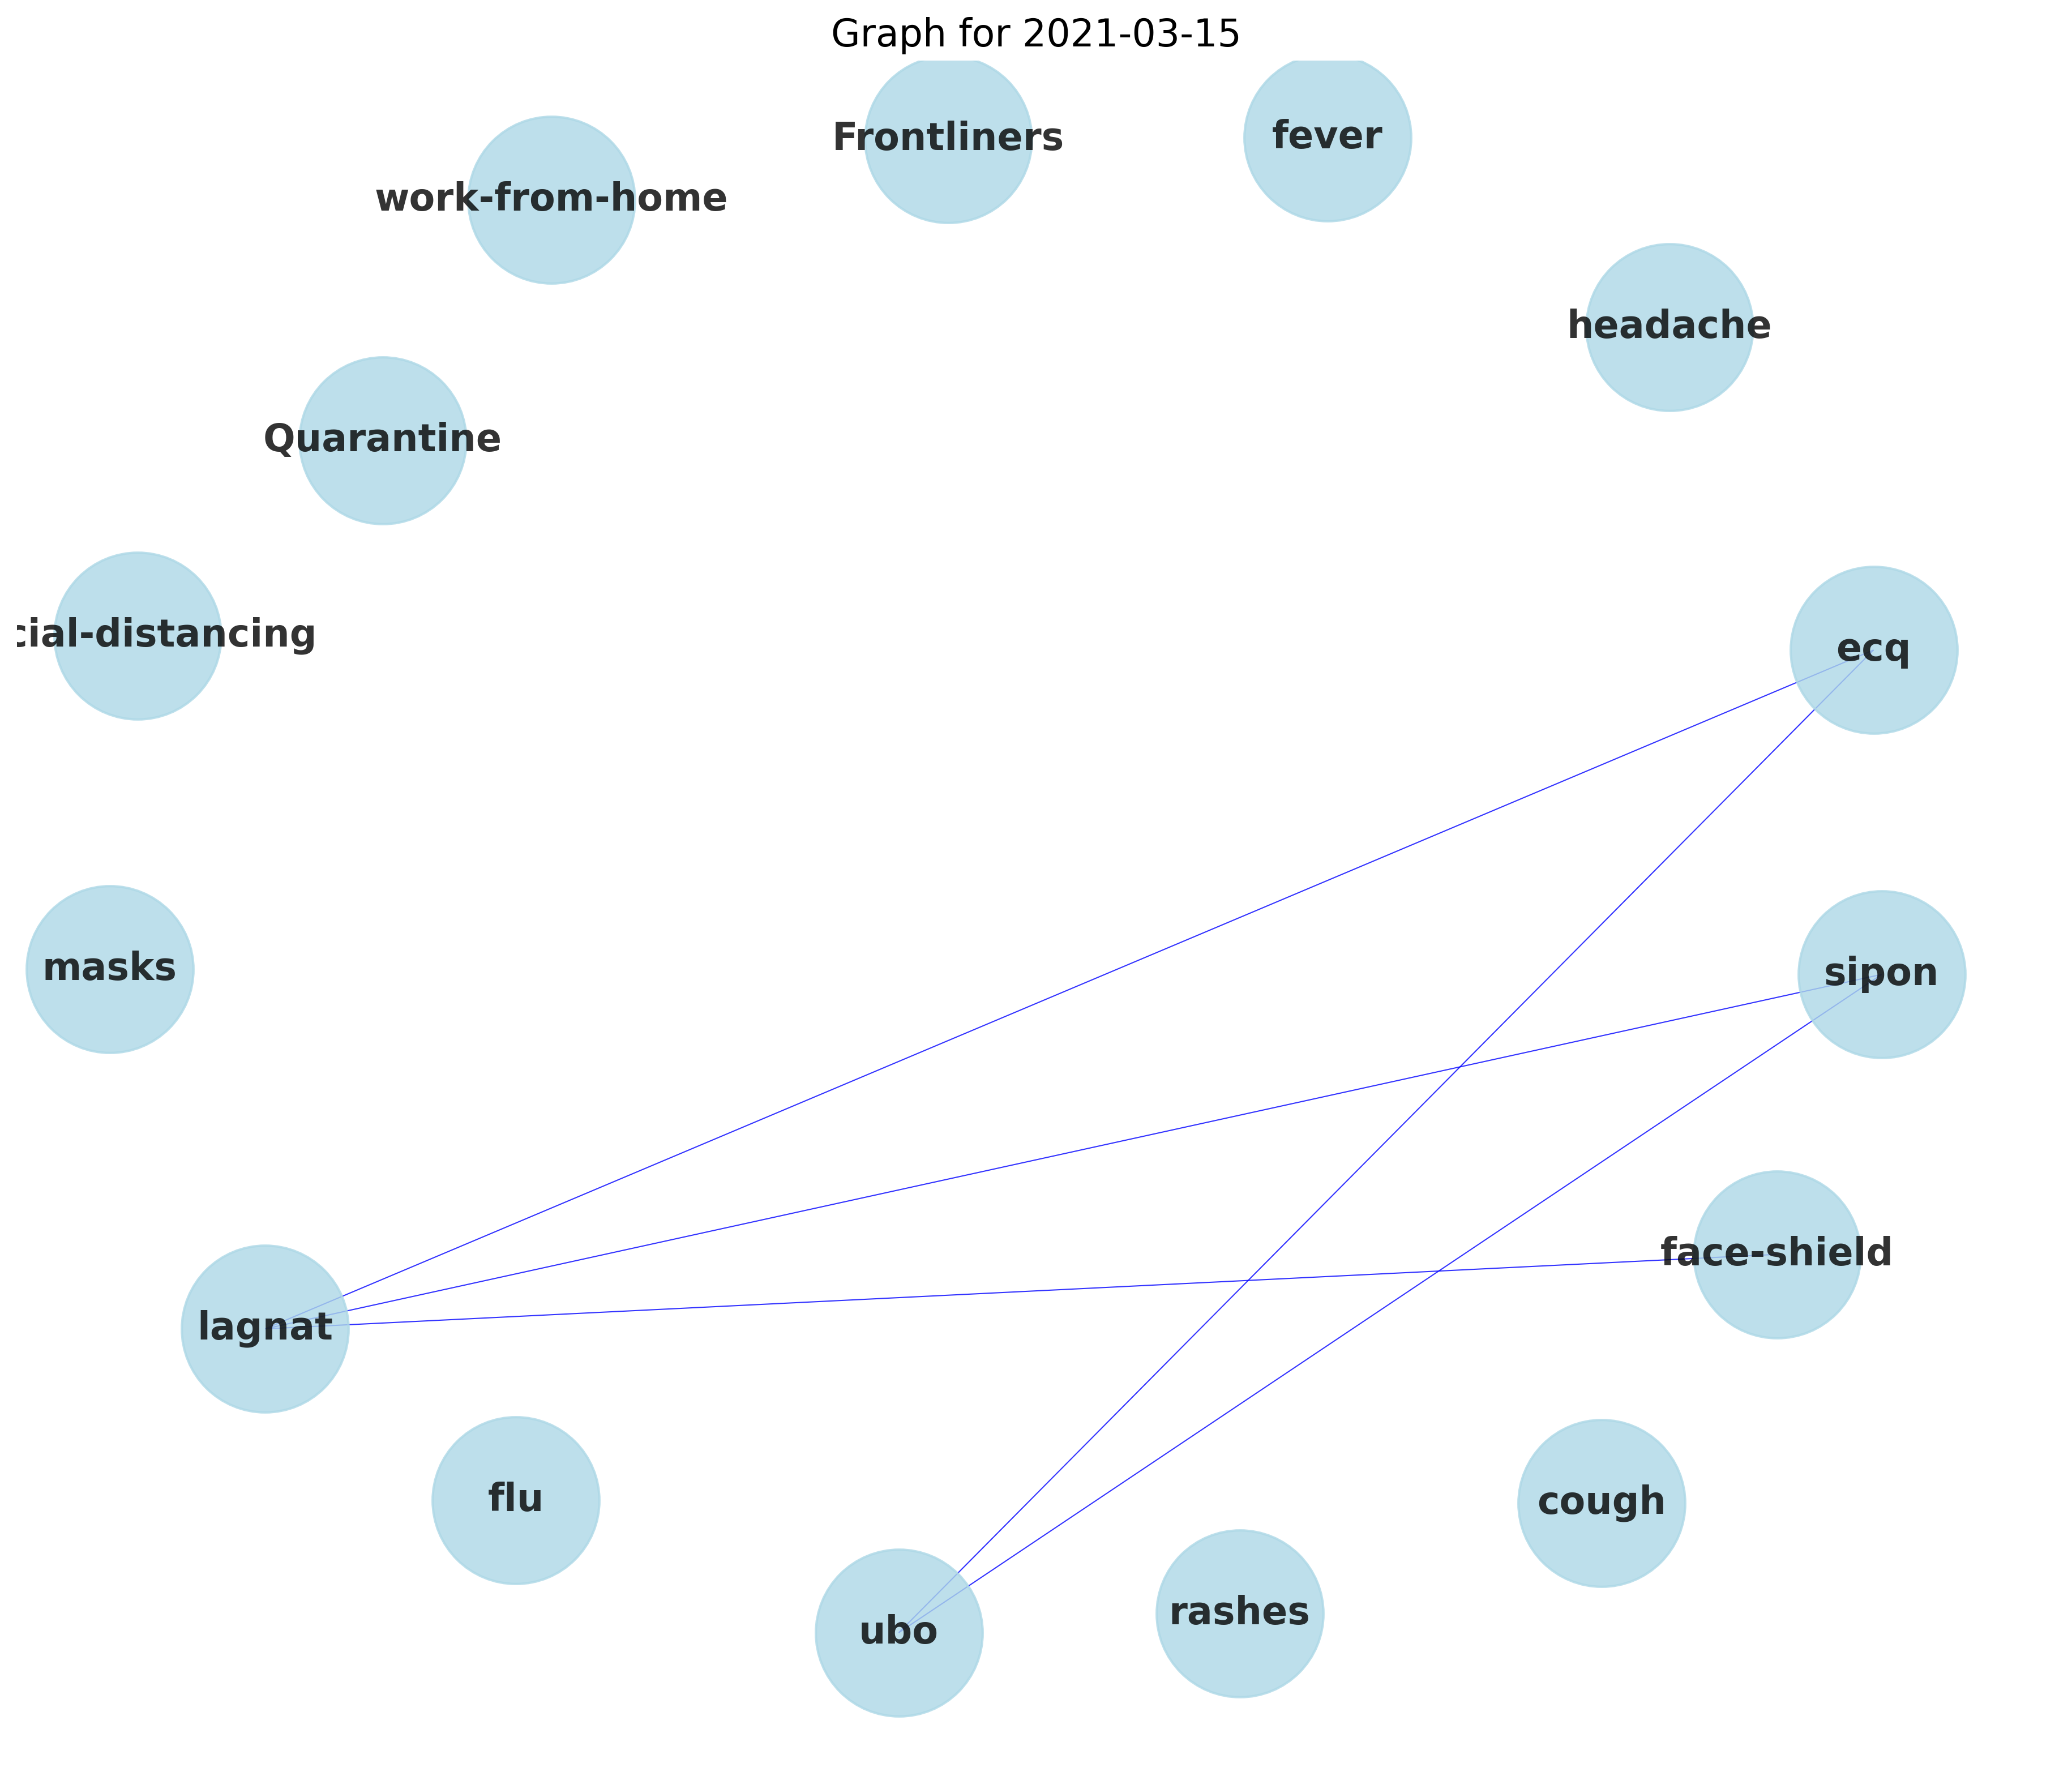 Graph for 2021-03-15
Frontliners
fever
work-from-home
headache
Quarantine
cial-distancing
ecq
masks
sipon
face-shield
lagnat
flu
cough
rashes
ubo